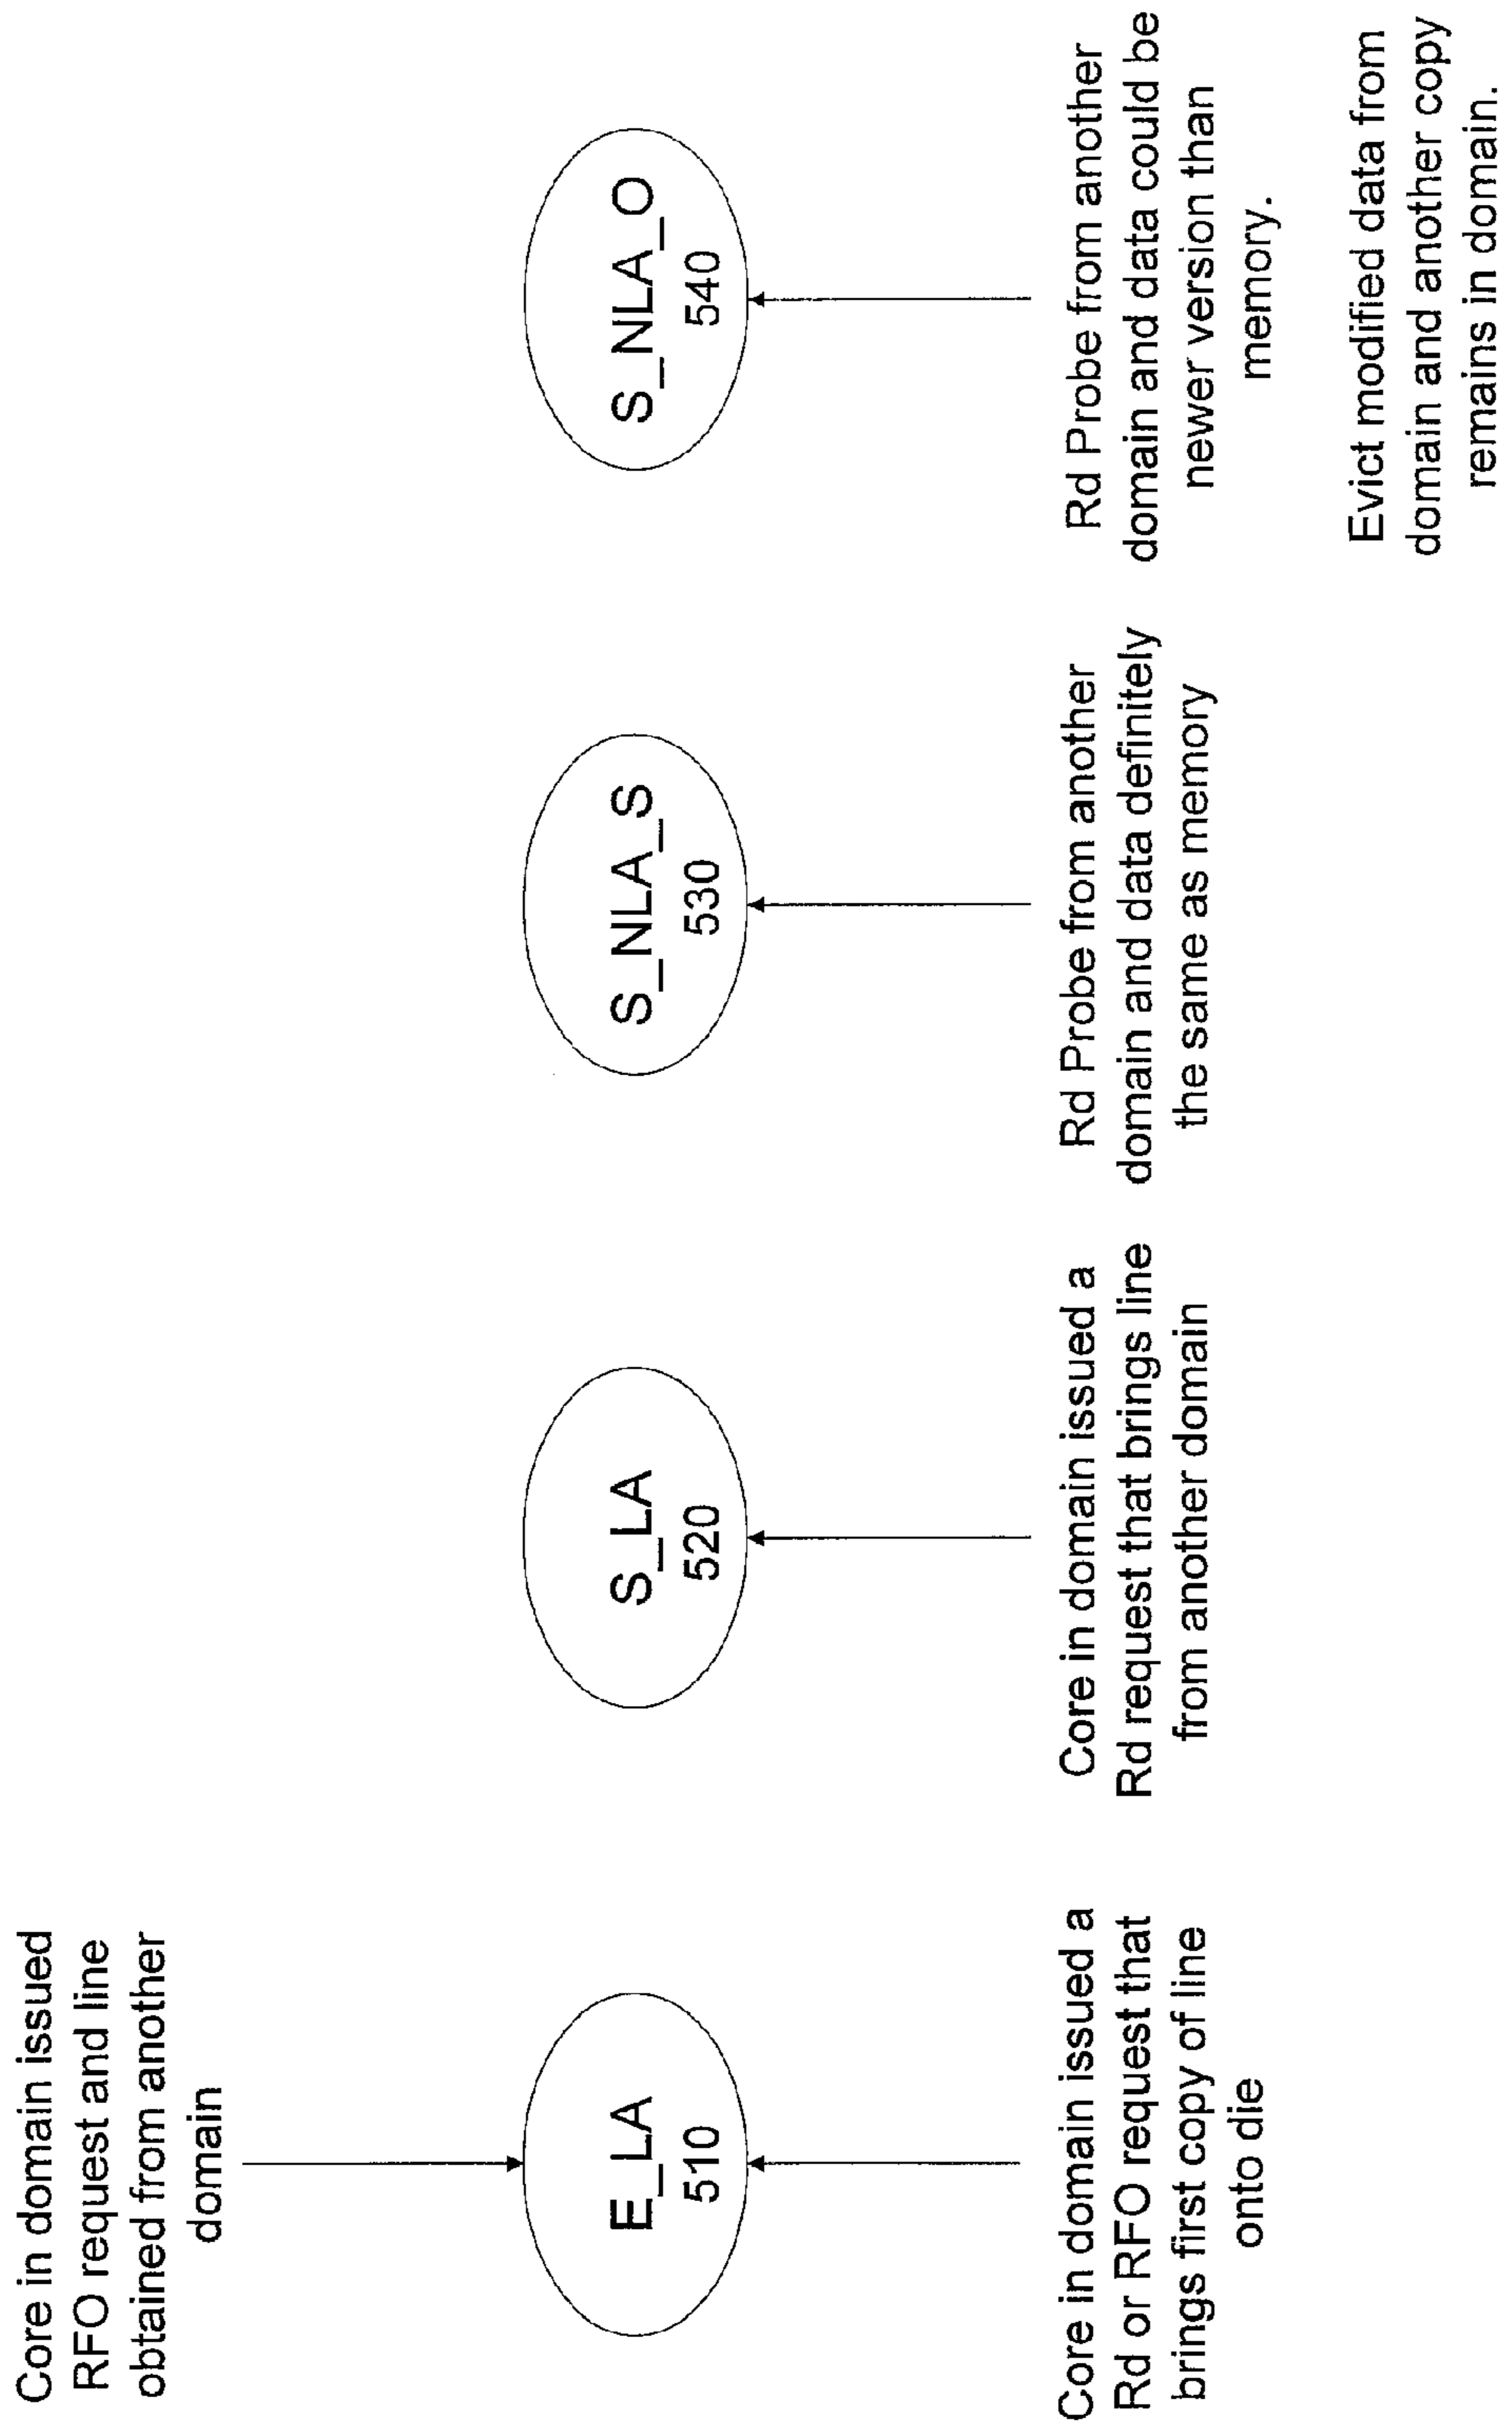 Core in domain issued
RFO request and line
obtained from another
domain
E_LA
510
S_LA
520
S_NLA_S
530
S_NLA_O
540
Core in domain issued a
Rd or RFO request that
brings first copy of line
onto die
Core in domain issued a
Rd request that brings line
from another domain
Rd Probe from another
domain and data definitely
the same as memory
Rd Probe from another
domain and data could be
newer version than
memory.
Evict modified data from
domain and another copy
remains in domain.